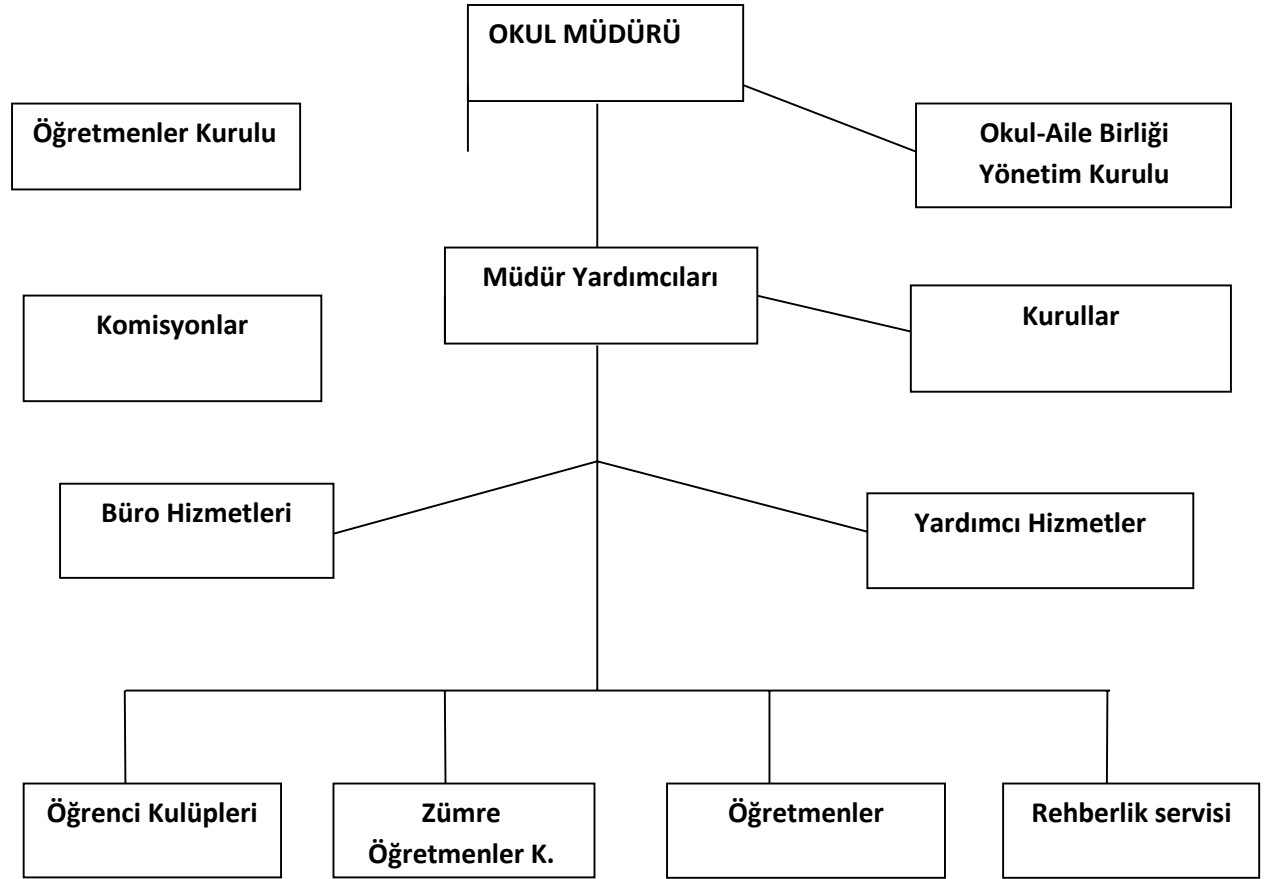 OKUL MÜDÜRÜ
Öğretmenler Kurulu
Okul-Aile Birliği
Yönetim Kurulu
Müdür Yardımcıları
Komisyonlar
Kurullar
Büro Hizmetleri
Yardımcı Hizmetler
Öğrenci Kulüpleri
Zümre
Öğretmenler K.
Öğretmenler
Rehberlik servisi